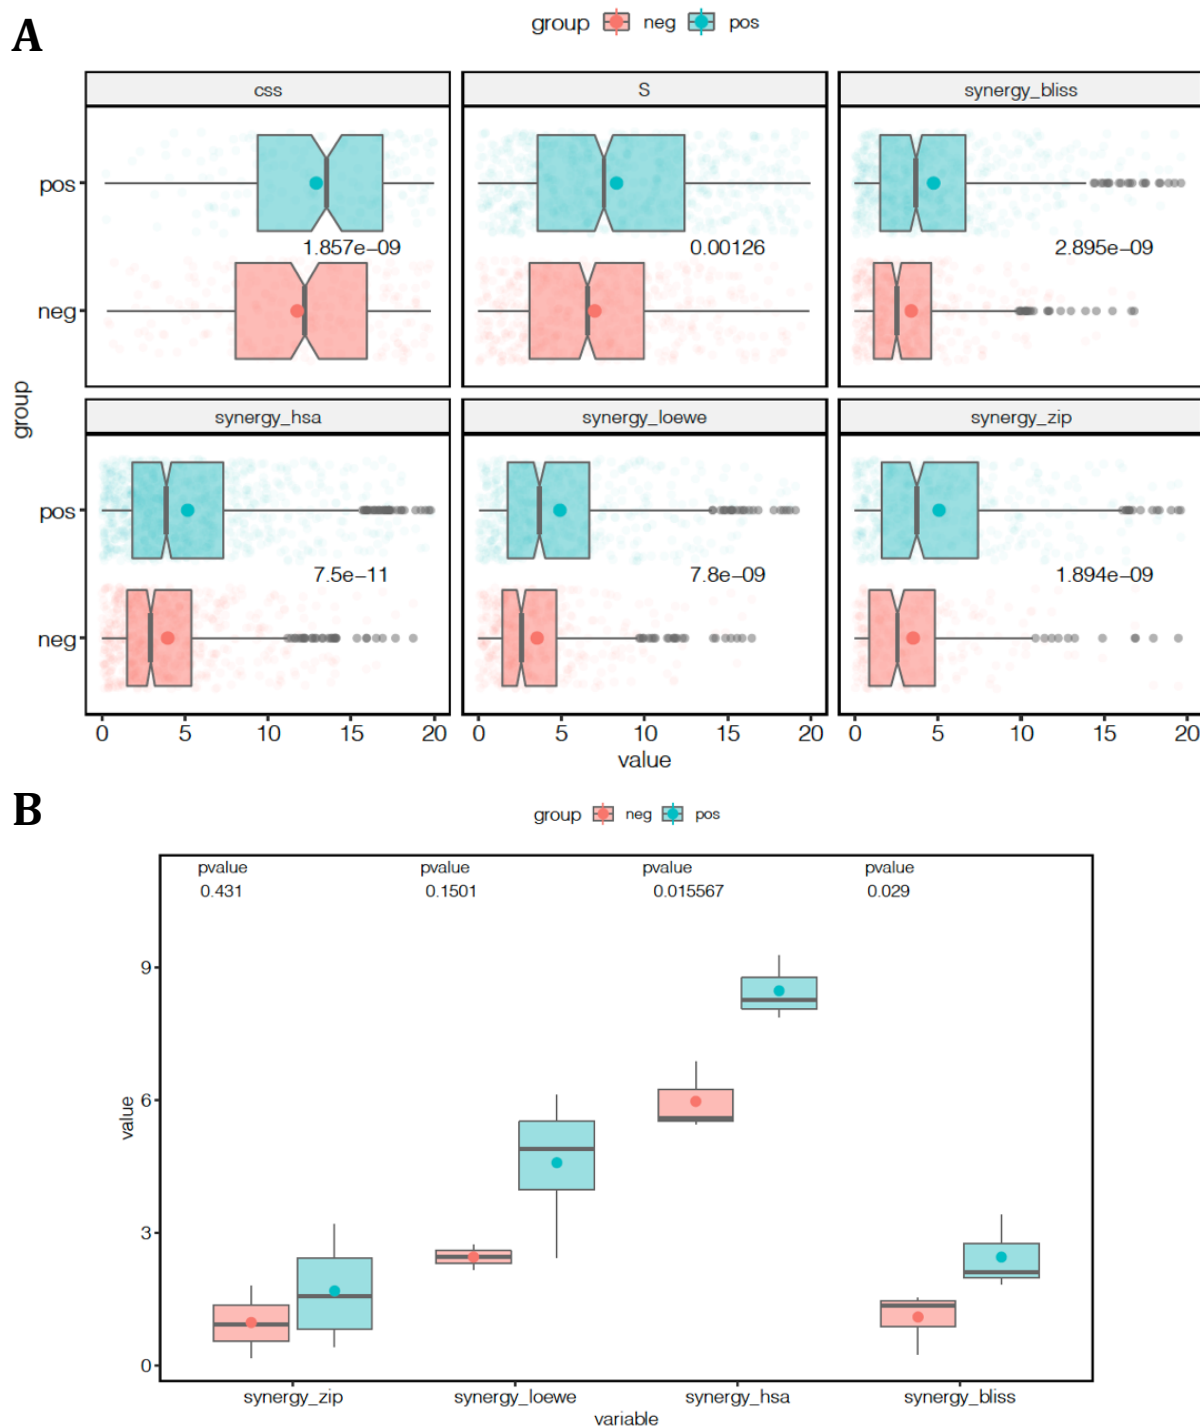 A
group neg pos
css S synergy_bliss
pos
1.857e−09 0.00126 2.895e−09
neg
group
synergy_hsa synergy_loewe synergy_zip
pos
7.5e−11 7.8e−09 1.894e−09
neg
0 5 10 15 20 0 5 10 15 20 0 5 10 15 20
value
B
group neg pos
pvalue pvalue pvalue pvalue
0.431 0.1501 0.015567 0.029
9
6
value
3
0
synergy_zip synergy_loewe synergy_hsa synergy_bliss
variable